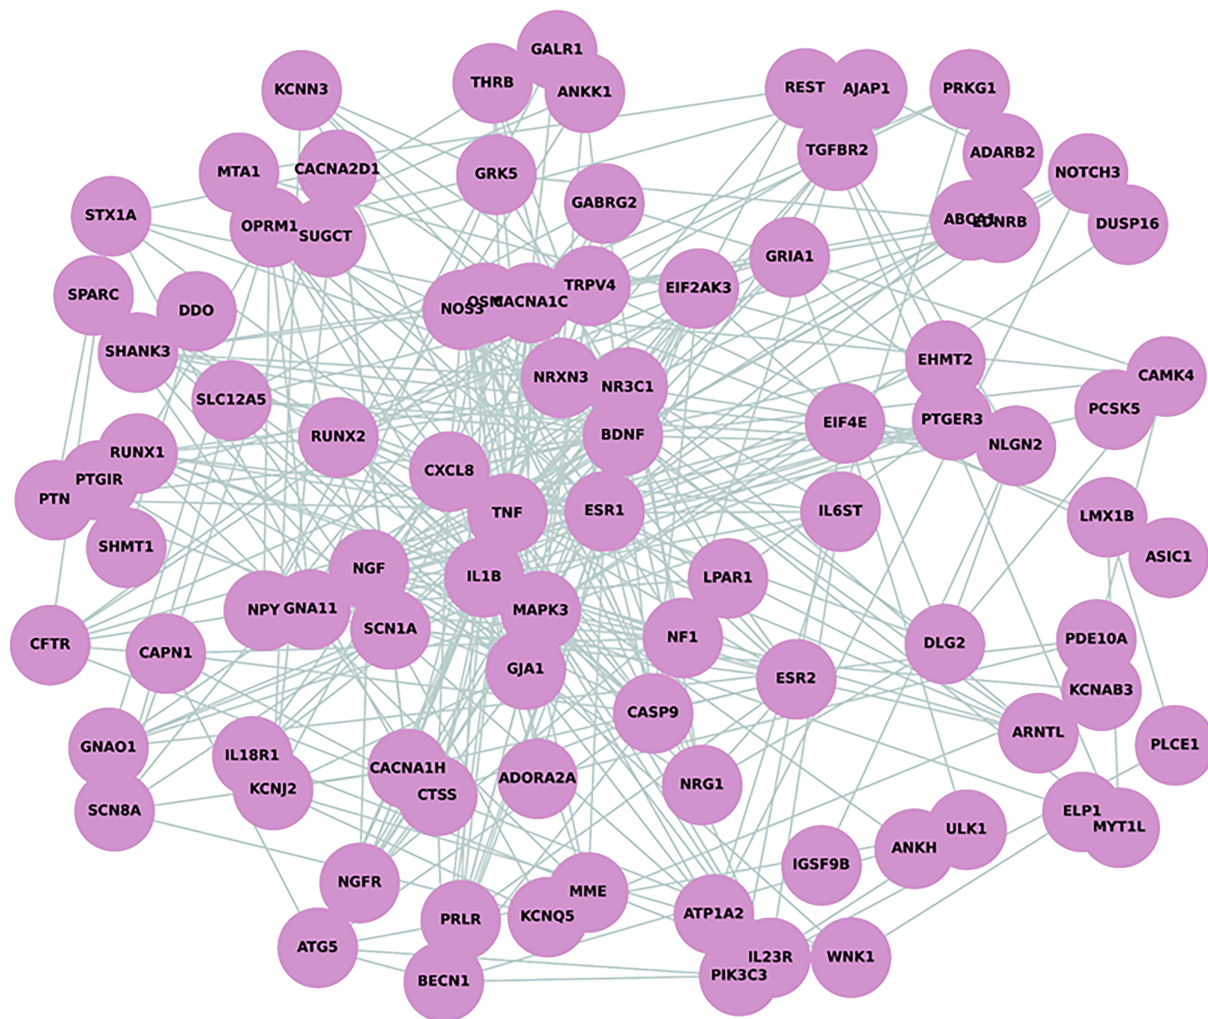 GALR1
THRB
ANKK1
KCNN3
REST
AJAP1
PRKG1
TGFBR2
ADARB2
MTA1
CACNA2D1
GRK5
NOTCH3
GABRG2
STX1A
OPRM1
SUGCT
ABCA1
EDNRB
DUSP16
GRIA1
SPARC
DDO
NOS3
OSM
CACNA1C
TRPV4
EIF2AK3
SHANK3
EHMT2
NRXN3
NR3C1
CAMK4
SLC12A5
PCSK5
RUNX2
BDNF
EIF4E
PTGER3
NLGN2
RUNX1
PTGIR
PTN
CXCL8
TNF
ESR1
IL6ST
LMX1B
SHMT1
ASIC1
NGF
IL1B
LPAR1
NPY
GNA11
MAPK3
SCN1A
NF1
CFTR
CAPN1
DLG2
PDE10A
GJA1
ESR2
KCNAB3
CASP9
ARNTL
GNAO1
IL18R1
PLCE1
CACNA1H
ADORA2A
KCNJ2
CTSS
NRG1
SCN8A
ELP1
MYT1L
ULK1
ANKH
IGSF9B
NGFR
MME
PRLR
KCNQ5
ATP1A2
ATG5
IL23R
WNK1
BECN1
PIK3C3